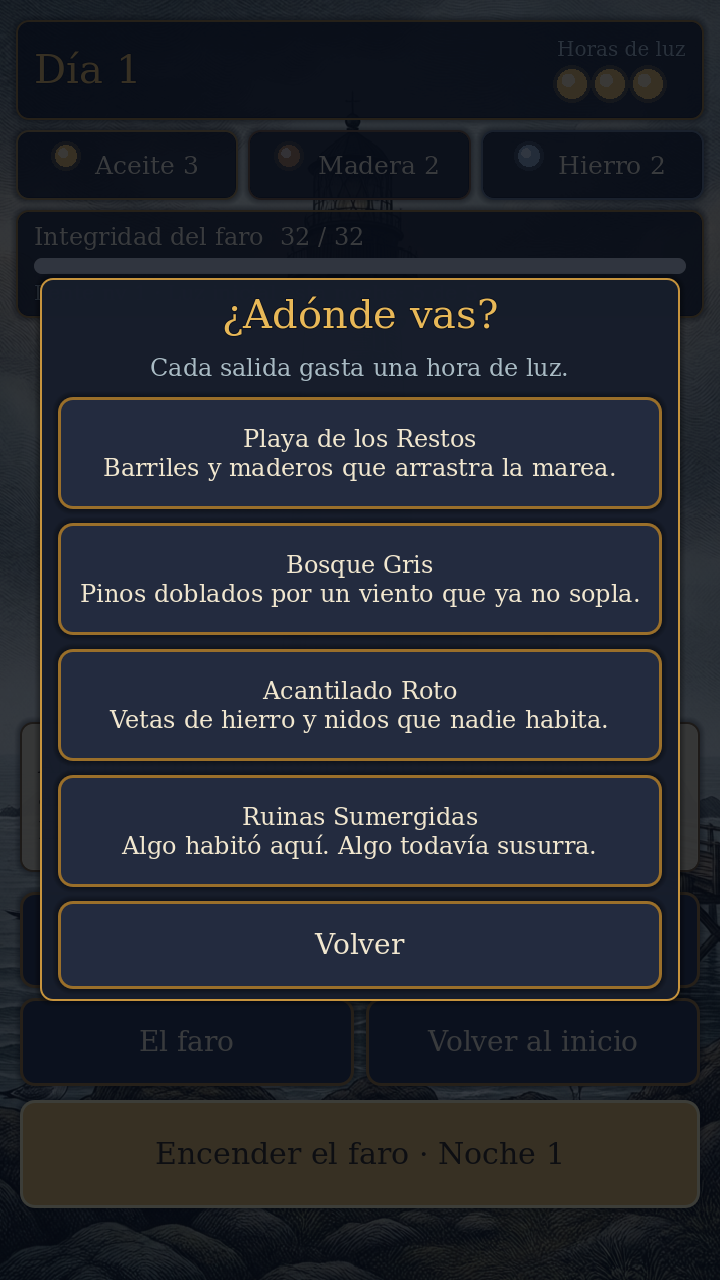 Día 1
Horas de luz
Aceite 3
Madera 2
Hierro 2
Integridad del faro 32 / 32
¿Adónde vas?
Cada salida gasta una hora de luz.
Playa de los Restos
Barriles y maderos que arrastra la marea.
Bosque Gris
Pinos doblados por un viento que ya no sopla.
Acantilado Roto
Vetas de hierro y nidos que nadie habita.
Ruinas Sumergidas
Algo habitó aquí. Algo todavía susurra.
Volver
El faro
Volver al inicio
Encender el faro · Noche 1